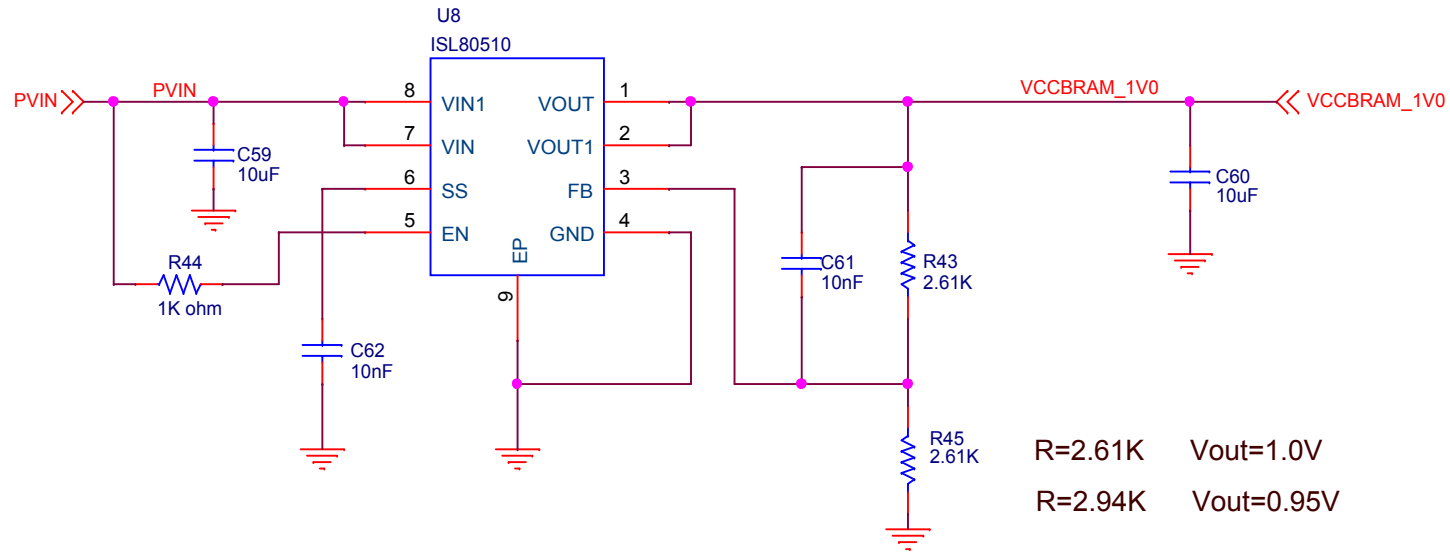 U8
ISL80510
PVIN
PVIN
8
VIN1
VOUT
1
VCCBRAM_1V0
VCCBRAM_1V0
7
VIN
VOUT1
2
C59
10uF
6
SS
FB
3
C60
10uF
5
EN
GND
4
EP
9
R44
1K ohm
C61
10nF
R43
2.61K
C62
10nF
R45
2.61K
R=2.61K Vout=1.0V
R=2.94K Vout=0.95V